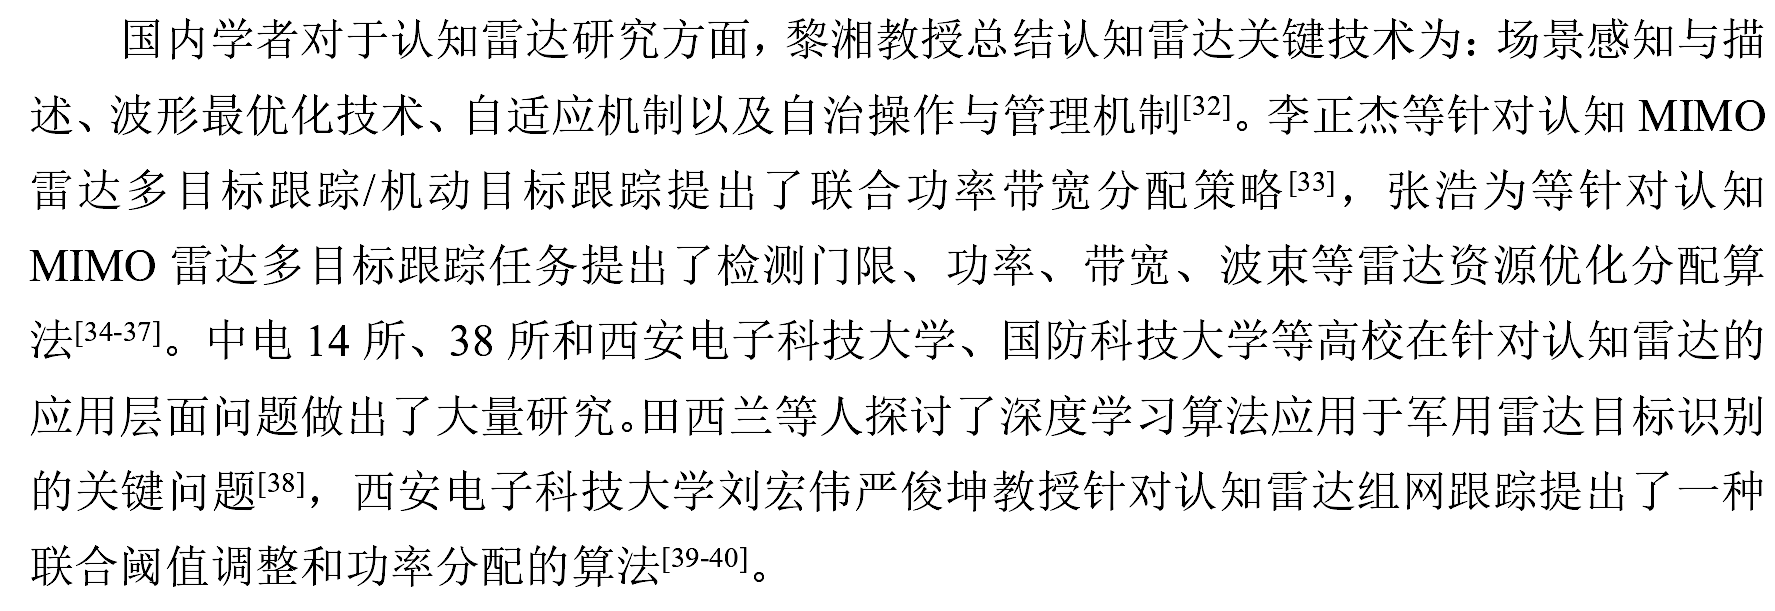 国内学者对于认知雷达研究方面，黎湘教授总结认知雷达关键技术为：场景感知与描
述、波形最优化技术、自适应机制以及自治操作与管理机制[32]。李正杰等针对认知 MIMO
雷达多目标跟踪/机动目标跟踪提出了联合功率带宽分配策略[33]，张浩为等针对认知
MIMO 雷达多目标跟踪任务提出了检测门限、功率、带宽、波束等雷达资源优化分配算
法[34-37]。中电 14 所、38 所和西安电子科技大学、国防科技大学等高校在针对认知雷达的
应用层面问题做出了大量研究。田西兰等人探讨了深度学习算法应用于军用雷达目标识别
的关键问题[38]，西安电子科技大学刘宏伟严俊坤教授针对认知雷达组网跟踪提出了一种
联合阈值调整和功率分配的算法[39-40]。